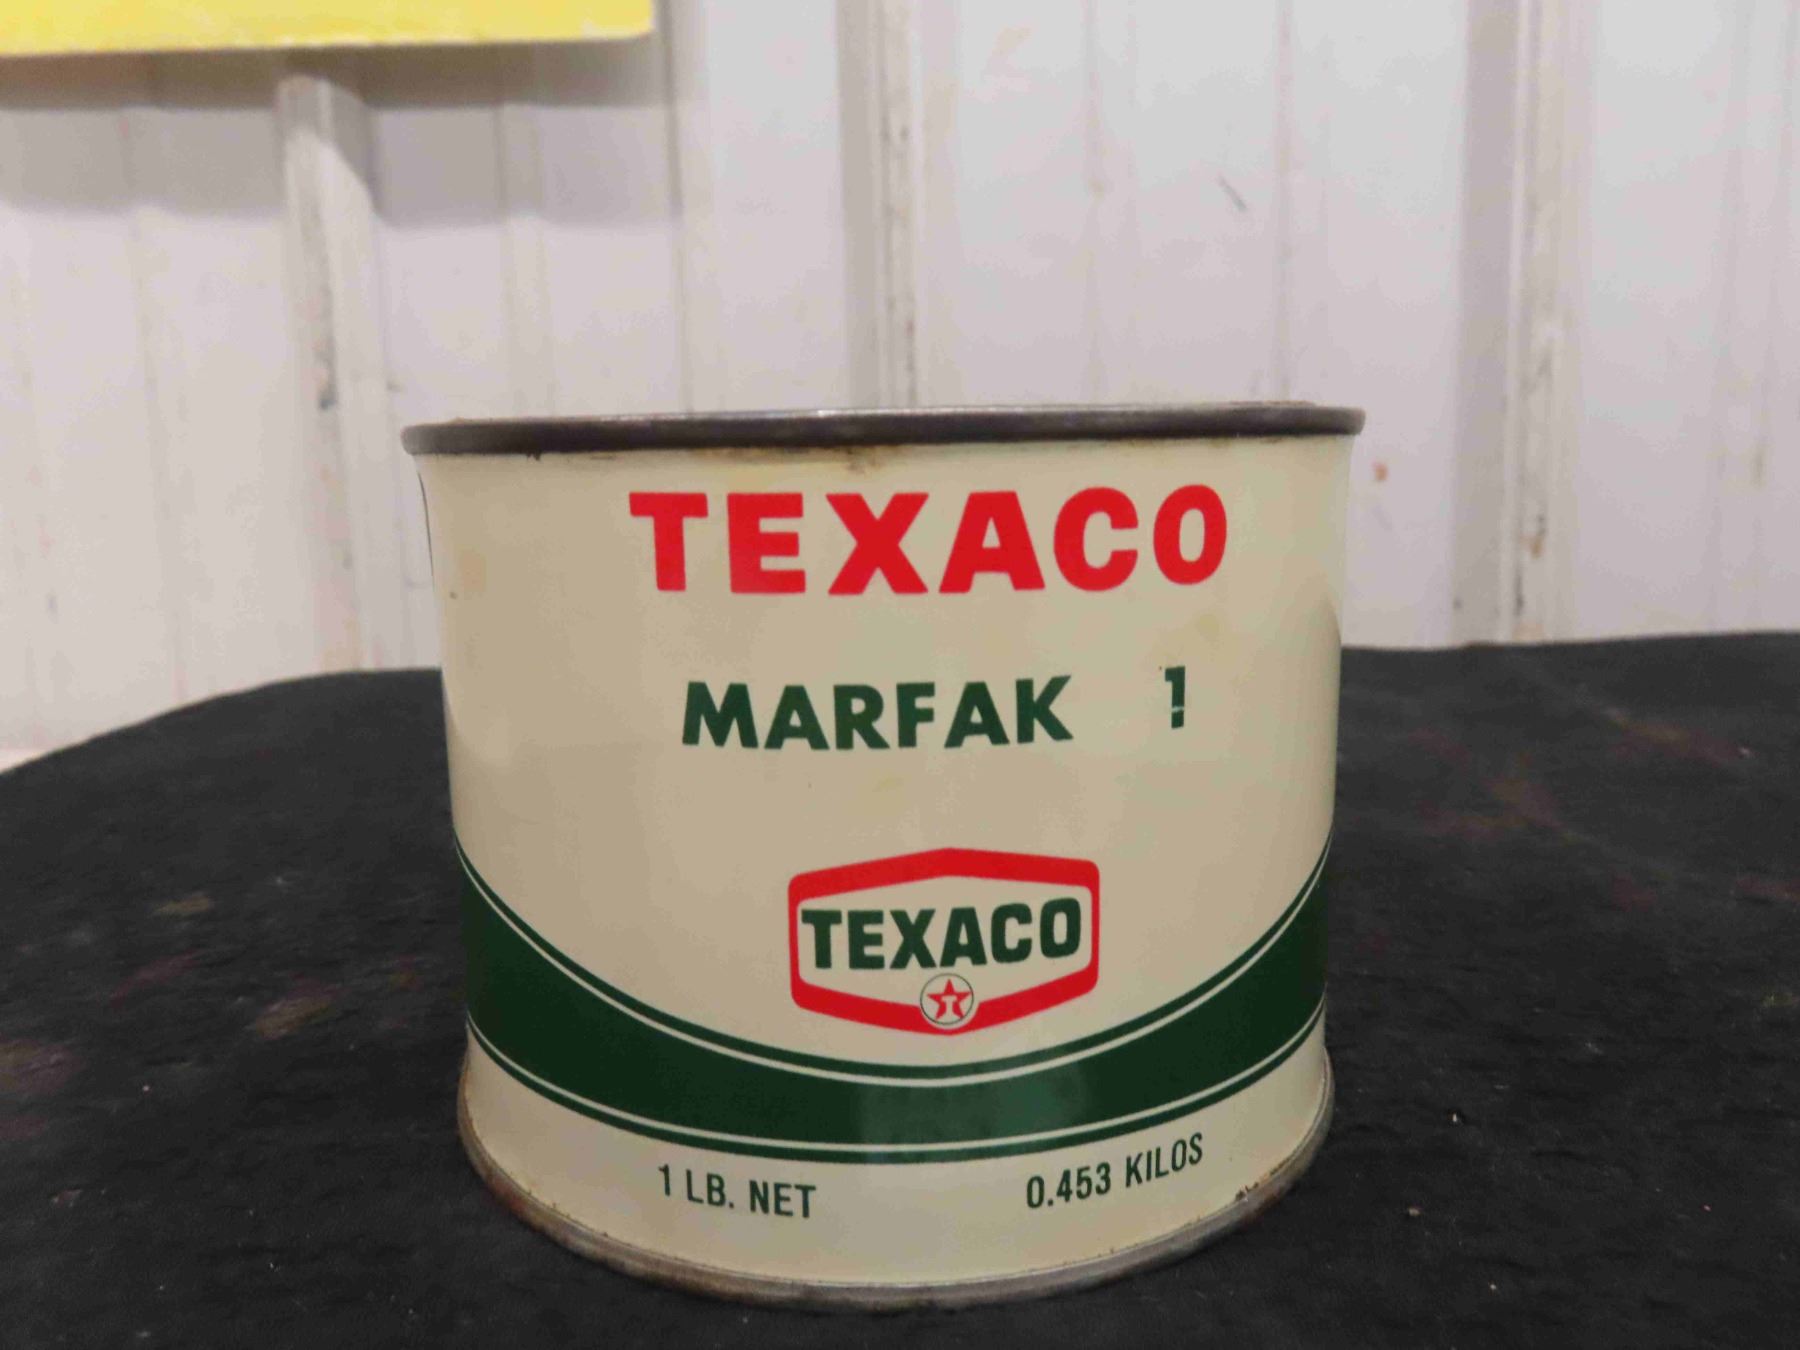 TEXACO
MARFAK 1
TEXACO
T
1 LB. NET 0.453 KILOS